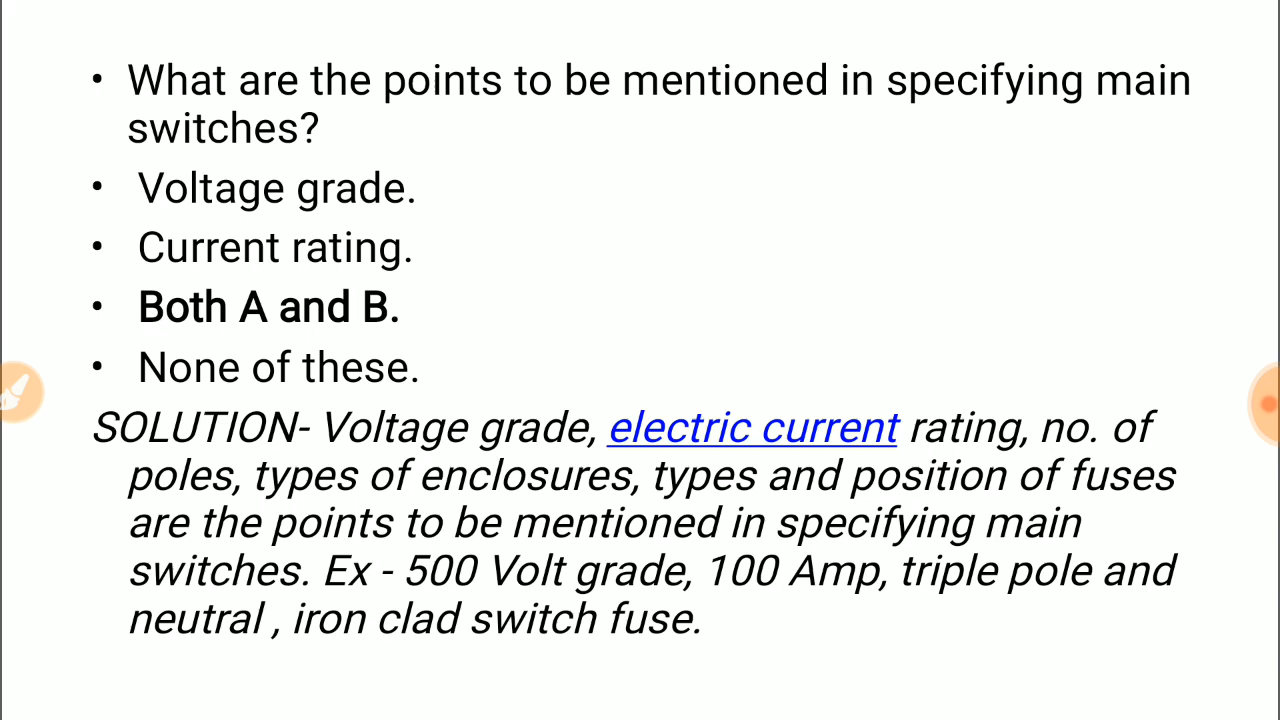 • What are the points to be mentioned in specifying main
switches?
• Voltage grade.
• Current rating.
• Both A and B.
• None of these.
SOLUTION- Voltage grade, electric current rating, no. of
poles, types of enclosures, types and position of fuses
are the points to be mentioned in specifying main
switches. Ex - 500 Volt grade, 100 Amp, triple pole and
neutral , iron clad switch fuse.